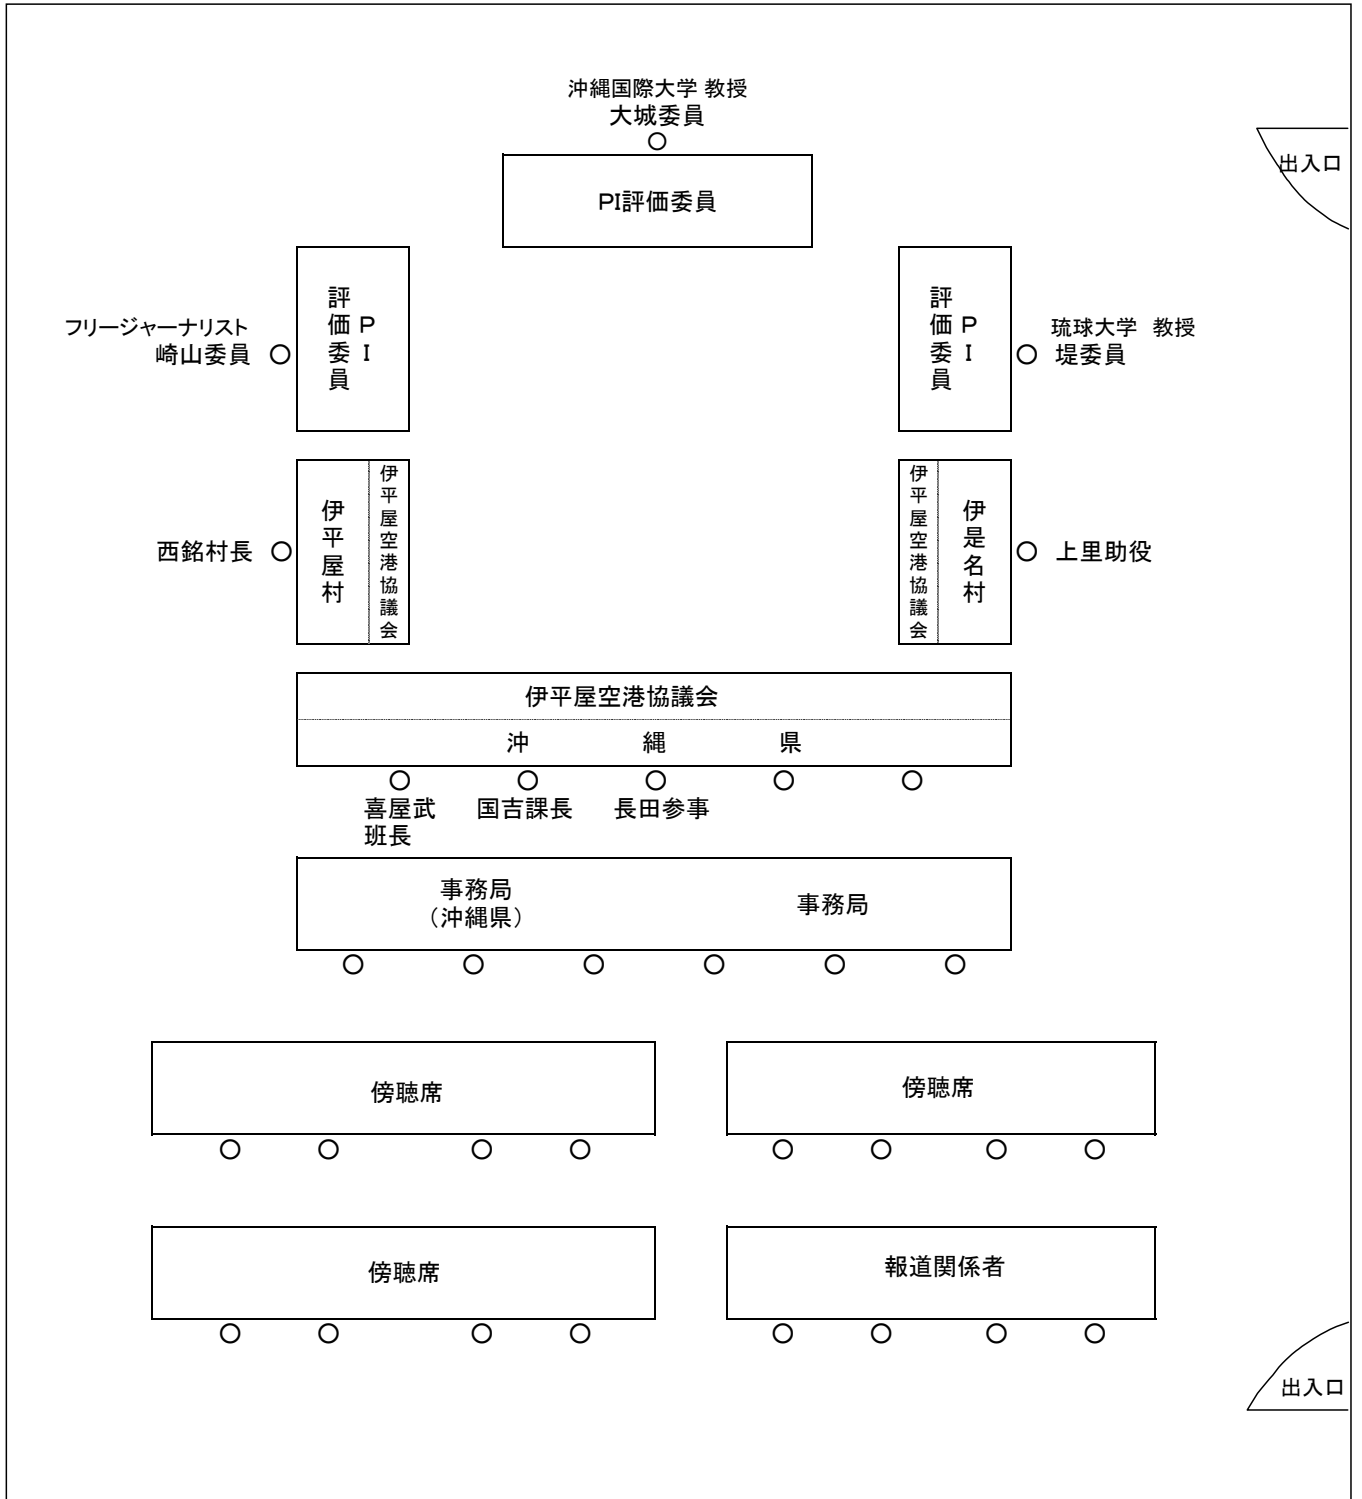 沖縄国際大学 教授
大城委員
出入口
PI評価委員
フリージャーナリスト
崎山委員
PI
評価委員
PI
評価委員
琉球大学 教授
堤委員
西銘村長
伊平屋村
伊平屋空港協議会
伊平屋空港協議会
伊是名村
上里助役
伊平屋空港協議会
沖 縄 県
喜屋武
班長
国吉課長
長田参事
事務局
（沖縄県）
事務局
傍聴席
傍聴席
傍聴席
報道関係者
出入口